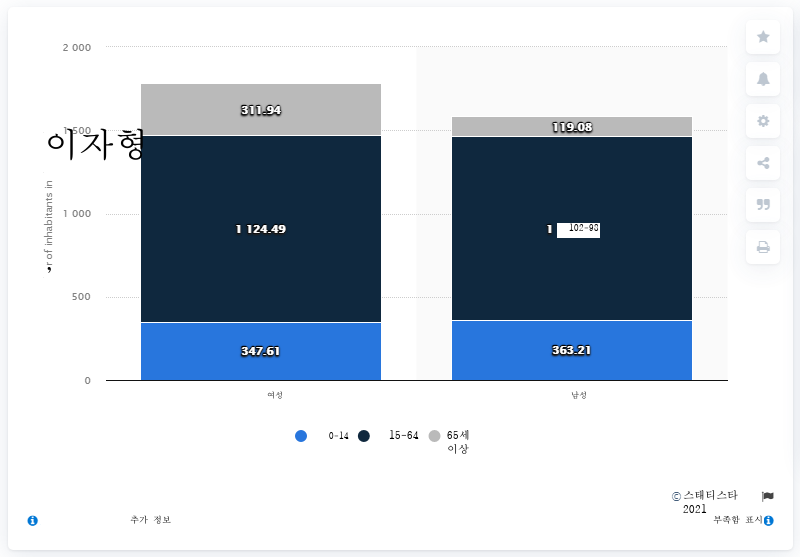 2 000
311.94
119.08
1 500
이자형
1 000
1 124.49
1 102-98
r of inhabitants in
,
500
347.61
363.21
0
여성
남성
0-14
15-64
65세
이상
© 스태티스타
2021
추가 정보
부족함 표시